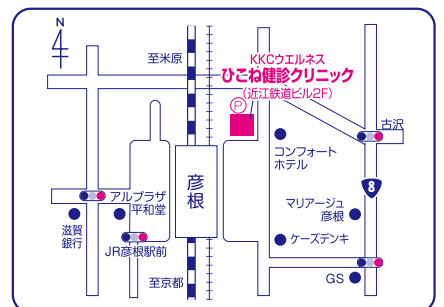 N
至米原
KKCウエルネス
ひこね健診クリニック
(近江鉄道ビル2F)
P
古沢
コンフォート
ホテル
彦根
8
アルプラザ
平和堂
マリアージュ
彦根
滋賀
銀行
ケーズデンキ
JR彦根駅前
至京都
GS